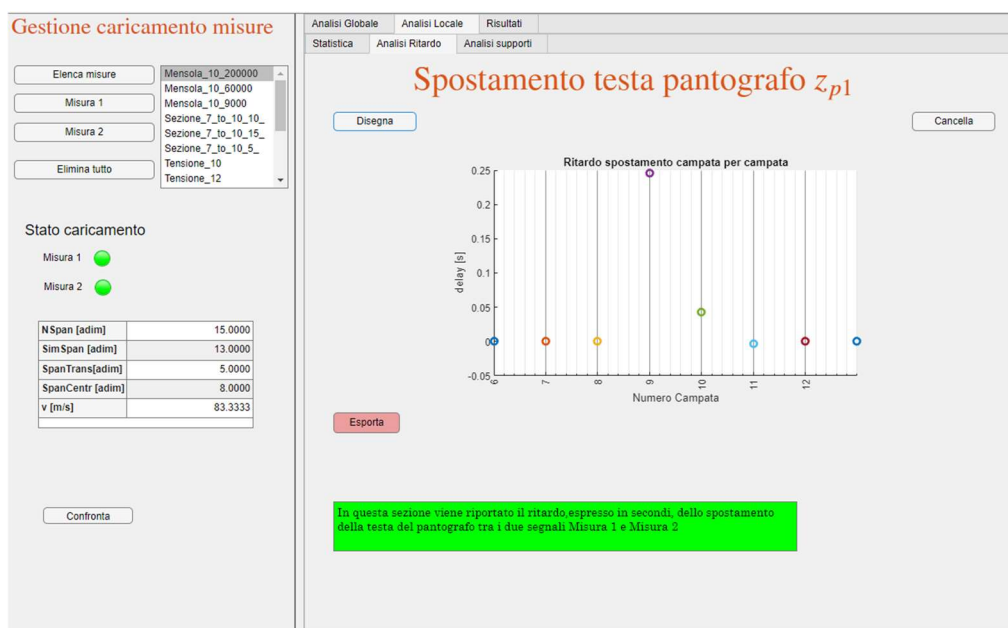 Gestione caricamento misure
Elenca misure
Misura 1
Misura 2
Elimina tutto
Mensola_10_200000
Mensola_10_60000
Mensola_10_9000
Sezione_7_to_10_10_
Sezione_7_to_10_15_
Sezione_7_to_10_5_
Tensione_10
Tensione_12
Stato caricamento
Misura 1
Misura 2
NSpan [adim] 15.0000
SimSpan [adim] 13.0000
SpanTrans[adim] 5.0000
SpanCentr [adim] 8.0000
v [m/s] 83.3333
Confronta
Analisi Globale Analisi Locale Risultati
Statistica Analisi Ritardo Analisi supporti
Spostamento testa pantografo z_{p1}
Disegna
Cancella
Ritardo spostamento campata per campata
0.25
0.2
0.15
0.1
0.05
0
-0.05
delay [s]
6 7 8 9 10 11 12
Numero Campata
Esporta
In questa sezione viene riportato il ritardo,espresso in secondi, dello spostamento
della testa del pantografo tra i due segnali Misura 1 e Misura 2